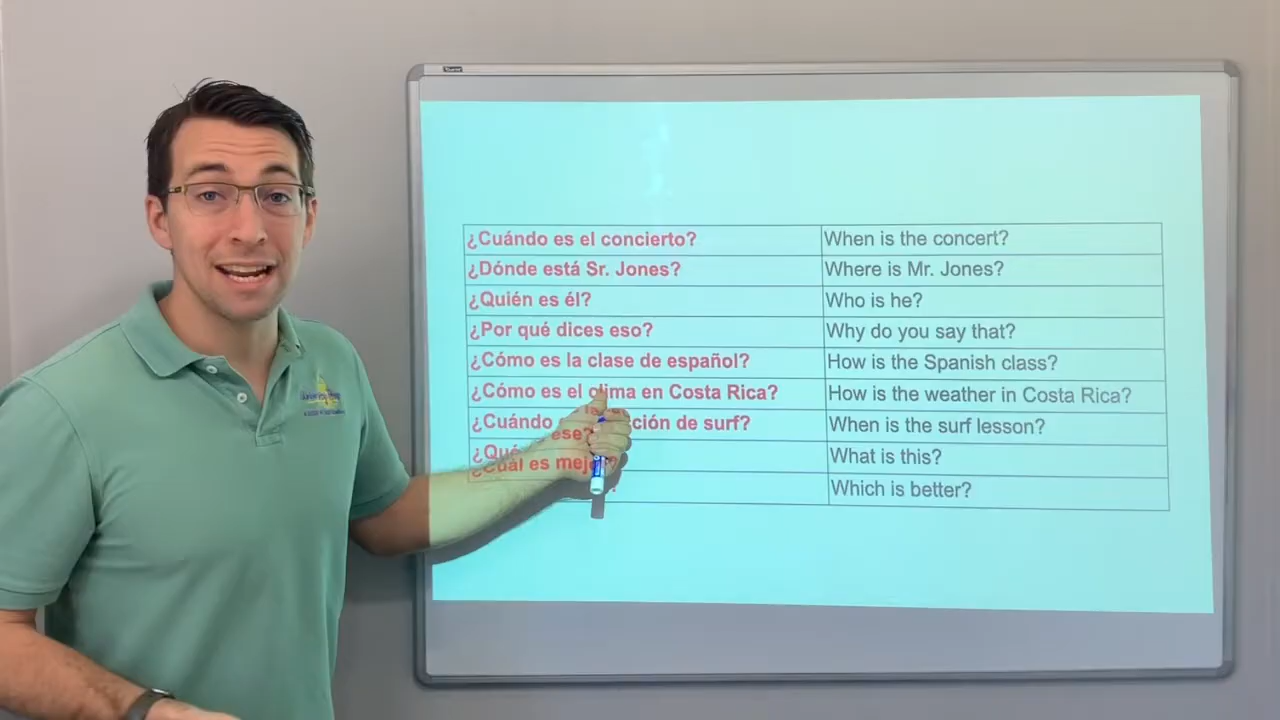 ¿Cuándo es el concierto? When is the concert?
¿Dónde está Sr. Jones? Where is Mr. Jones?
¿Quién es él? Who is he?
¿Por qué dices eso? Why do you say that?
¿Cómo es la clase de español? How is the Spanish class?
¿Cómo es el clima en Costa Rica? How is the weather in Costa Rica?
¿Cuándo de surf? When is the surf lesson?
ese? What is this?
¿Cuál es mejor? Which is better?